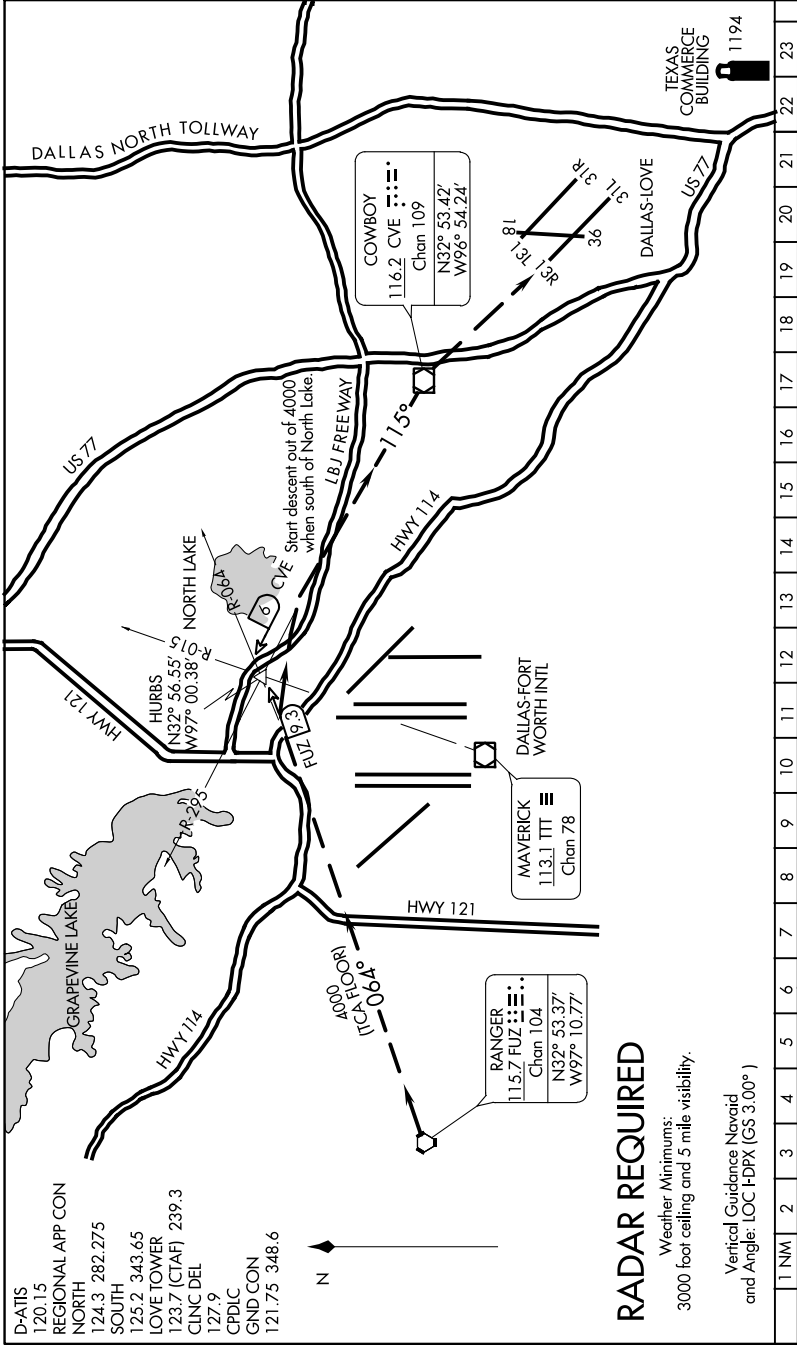 D-ATIS
120.15
REGIONAL APP CON
NORTH
124.3 282.275
SOUTH
125.2 343.65
LOVE TOWER
123.7 (CTAF) 239.3
CLNC DEL
127.9
CPDLC
GND CON
121.75 348.6
N
HWY 114
GRAPEVINE LAKE
R-295
HWY 121
HURBS
N32° 56.55'
W97° 00.38'
NORTH LAKE
R-015
R-064
6
CVE
Start descent out of 4000
when south of North Lake.
US 77
DALLAS NORTH TOLLWAY
LBJ FREEWAY
FUZ 9.3
4000
(TCA FLOOR)
064°
115°
HWY 121
HWY 114
COWBOY
116.2 CVE
Chan 109
N32° 53.42'
W96° 54.24'
18
36
13L
13R
31R
31L
DALLAS-LOVE
US 77
TEXAS
COMMERCE
BUILDING
1194
RANGER
115.7 FUZ
Chan 104
N32° 53.37'
W97° 10.77'
MAVERICK
113.1 TTT
Chan 78
DALLAS-FORT
WORTH INTL
RADAR REQUIRED
Weather Minimums:
3000 foot ceiling and 5 mile visibility.
Vertical Guidance Navaid
and Angle: LOC I-DPX (GS 3.00° )
1 NM 2 3 4 5 6 7 8 9 10 11 12 13 14 15 16 17 18 19 20 21 22 23